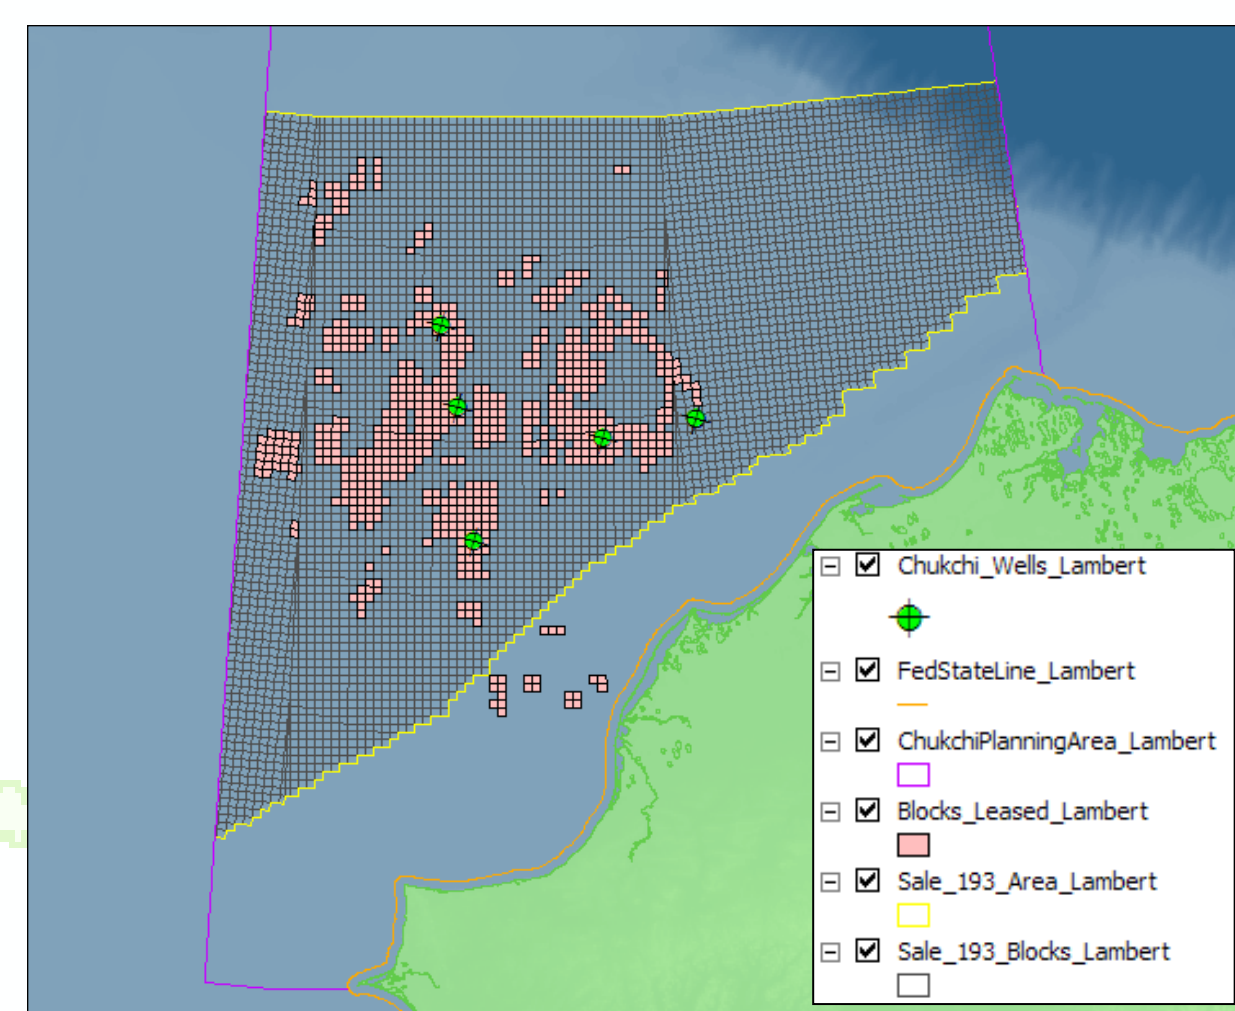 Chukchi_Wells_Lambert
FedStateLine_Lambert
ChukchiPlanningArea_Lambert
Blocks_Leased_Lambert
Sale_193_Area_Lambert
Sale_193_Blocks_Lambert